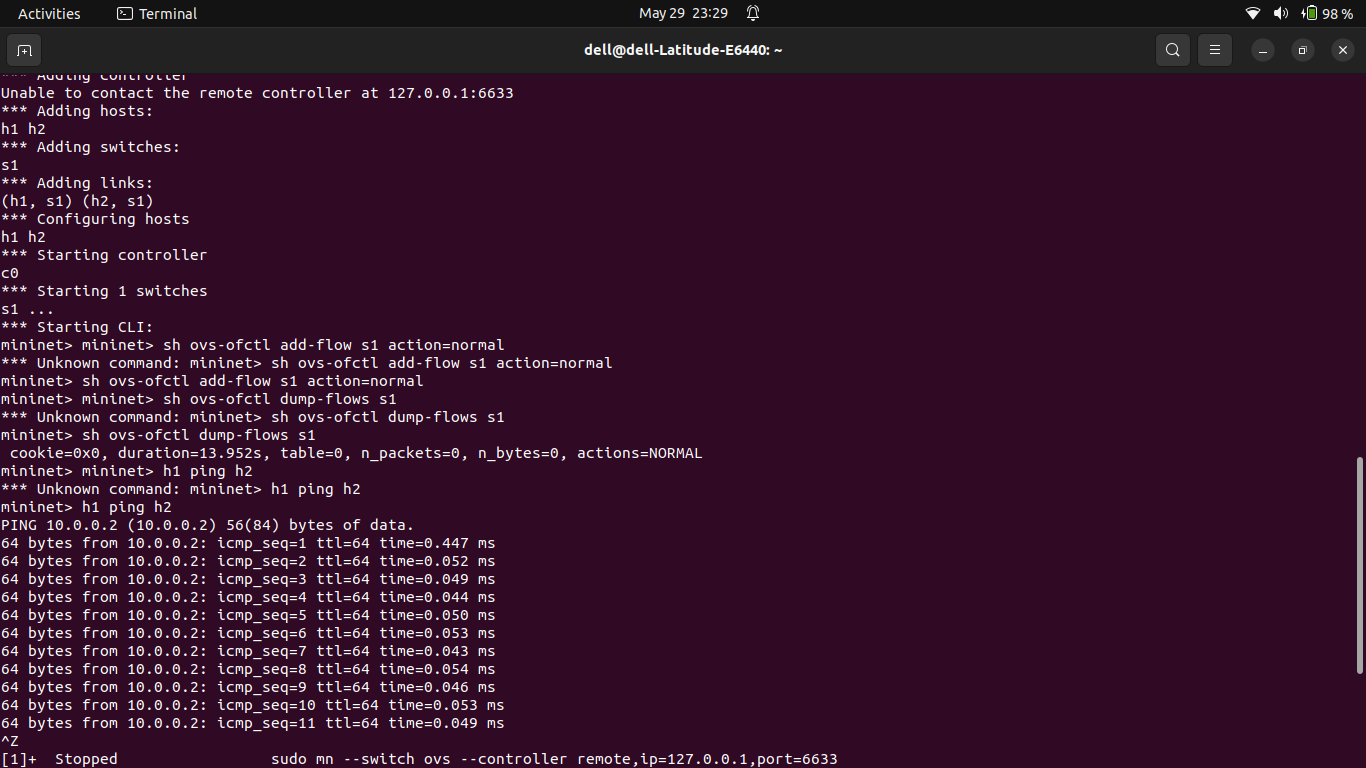 Activities
Terminal
May 29 23:29
98 %
dell@dell-Latitude-E6440: ~
*** Adding controller
Unable to contact the remote controller at 127.0.0.1:6633
*** Adding hosts:
h1 h2
*** Adding switches:
s1
*** Adding links:
(h1, s1) (h2, s1)
*** Configuring hosts
h1 h2
*** Starting controller
c0
*** Starting 1 switches
s1 ...
*** Starting CLI:
mininet> mininet> sh ovs-ofctl add-flow s1 action=normal
*** Unknown command: mininet> sh ovs-ofctl add-flow s1 action=normal
mininet> sh ovs-ofctl add-flow s1 action=normal
mininet> mininet> sh ovs-ofctl dump-flows s1
*** Unknown command: mininet> sh ovs-ofctl dump-flows s1
mininet> sh ovs-ofctl dump-flows s1
 cookie=0x0, duration=13.952s, table=0, n_packets=0, n_bytes=0, actions=NORMAL
mininet> mininet> h1 ping h2
*** Unknown command: mininet> h1 ping h2
mininet> h1 ping h2
PING 10.0.0.2 (10.0.0.2) 56(84) bytes of data.
64 bytes from 10.0.0.2: icmp_seq=1 ttl=64 time=0.447 ms
64 bytes from 10.0.0.2: icmp_seq=2 ttl=64 time=0.052 ms
64 bytes from 10.0.0.2: icmp_seq=3 ttl=64 time=0.049 ms
64 bytes from 10.0.0.2: icmp_seq=4 ttl=64 time=0.044 ms
64 bytes from 10.0.0.2: icmp_seq=5 ttl=64 time=0.050 ms
64 bytes from 10.0.0.2: icmp_seq=6 ttl=64 time=0.053 ms
64 bytes from 10.0.0.2: icmp_seq=7 ttl=64 time=0.043 ms
64 bytes from 10.0.0.2: icmp_seq=8 ttl=64 time=0.054 ms
64 bytes from 10.0.0.2: icmp_seq=9 ttl=64 time=0.046 ms
64 bytes from 10.0.0.2: icmp_seq=10 ttl=64 time=0.053 ms
64 bytes from 10.0.0.2: icmp_seq=11 ttl=64 time=0.049 ms
^Z
[1]+  Stopped                 sudo mn --switch ovs --controller remote,ip=127.0.0.1,port=6633